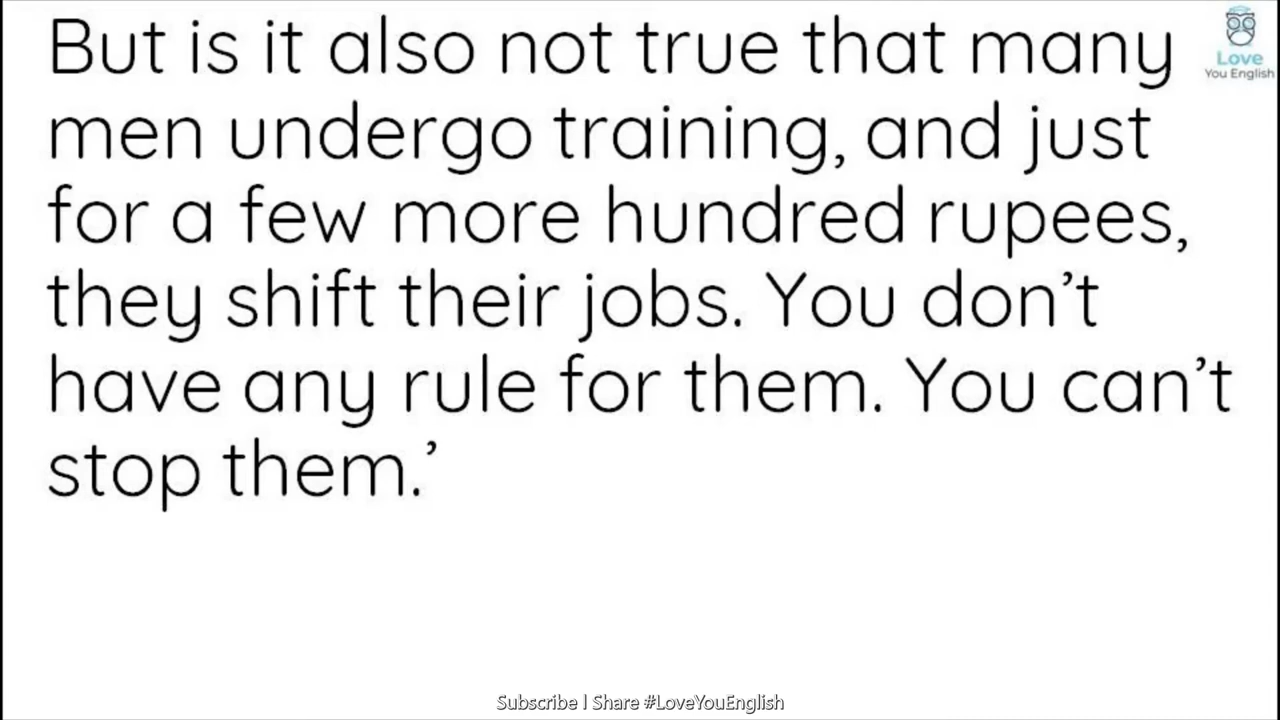 But is it also not true that many
men undergo training, and just
for a few more hundred rupees,
they shift their jobs. You don’t
have any rule for them. You can’t
stop them.’
Love
You English
Subscribe | Share #LoveYouEnglish